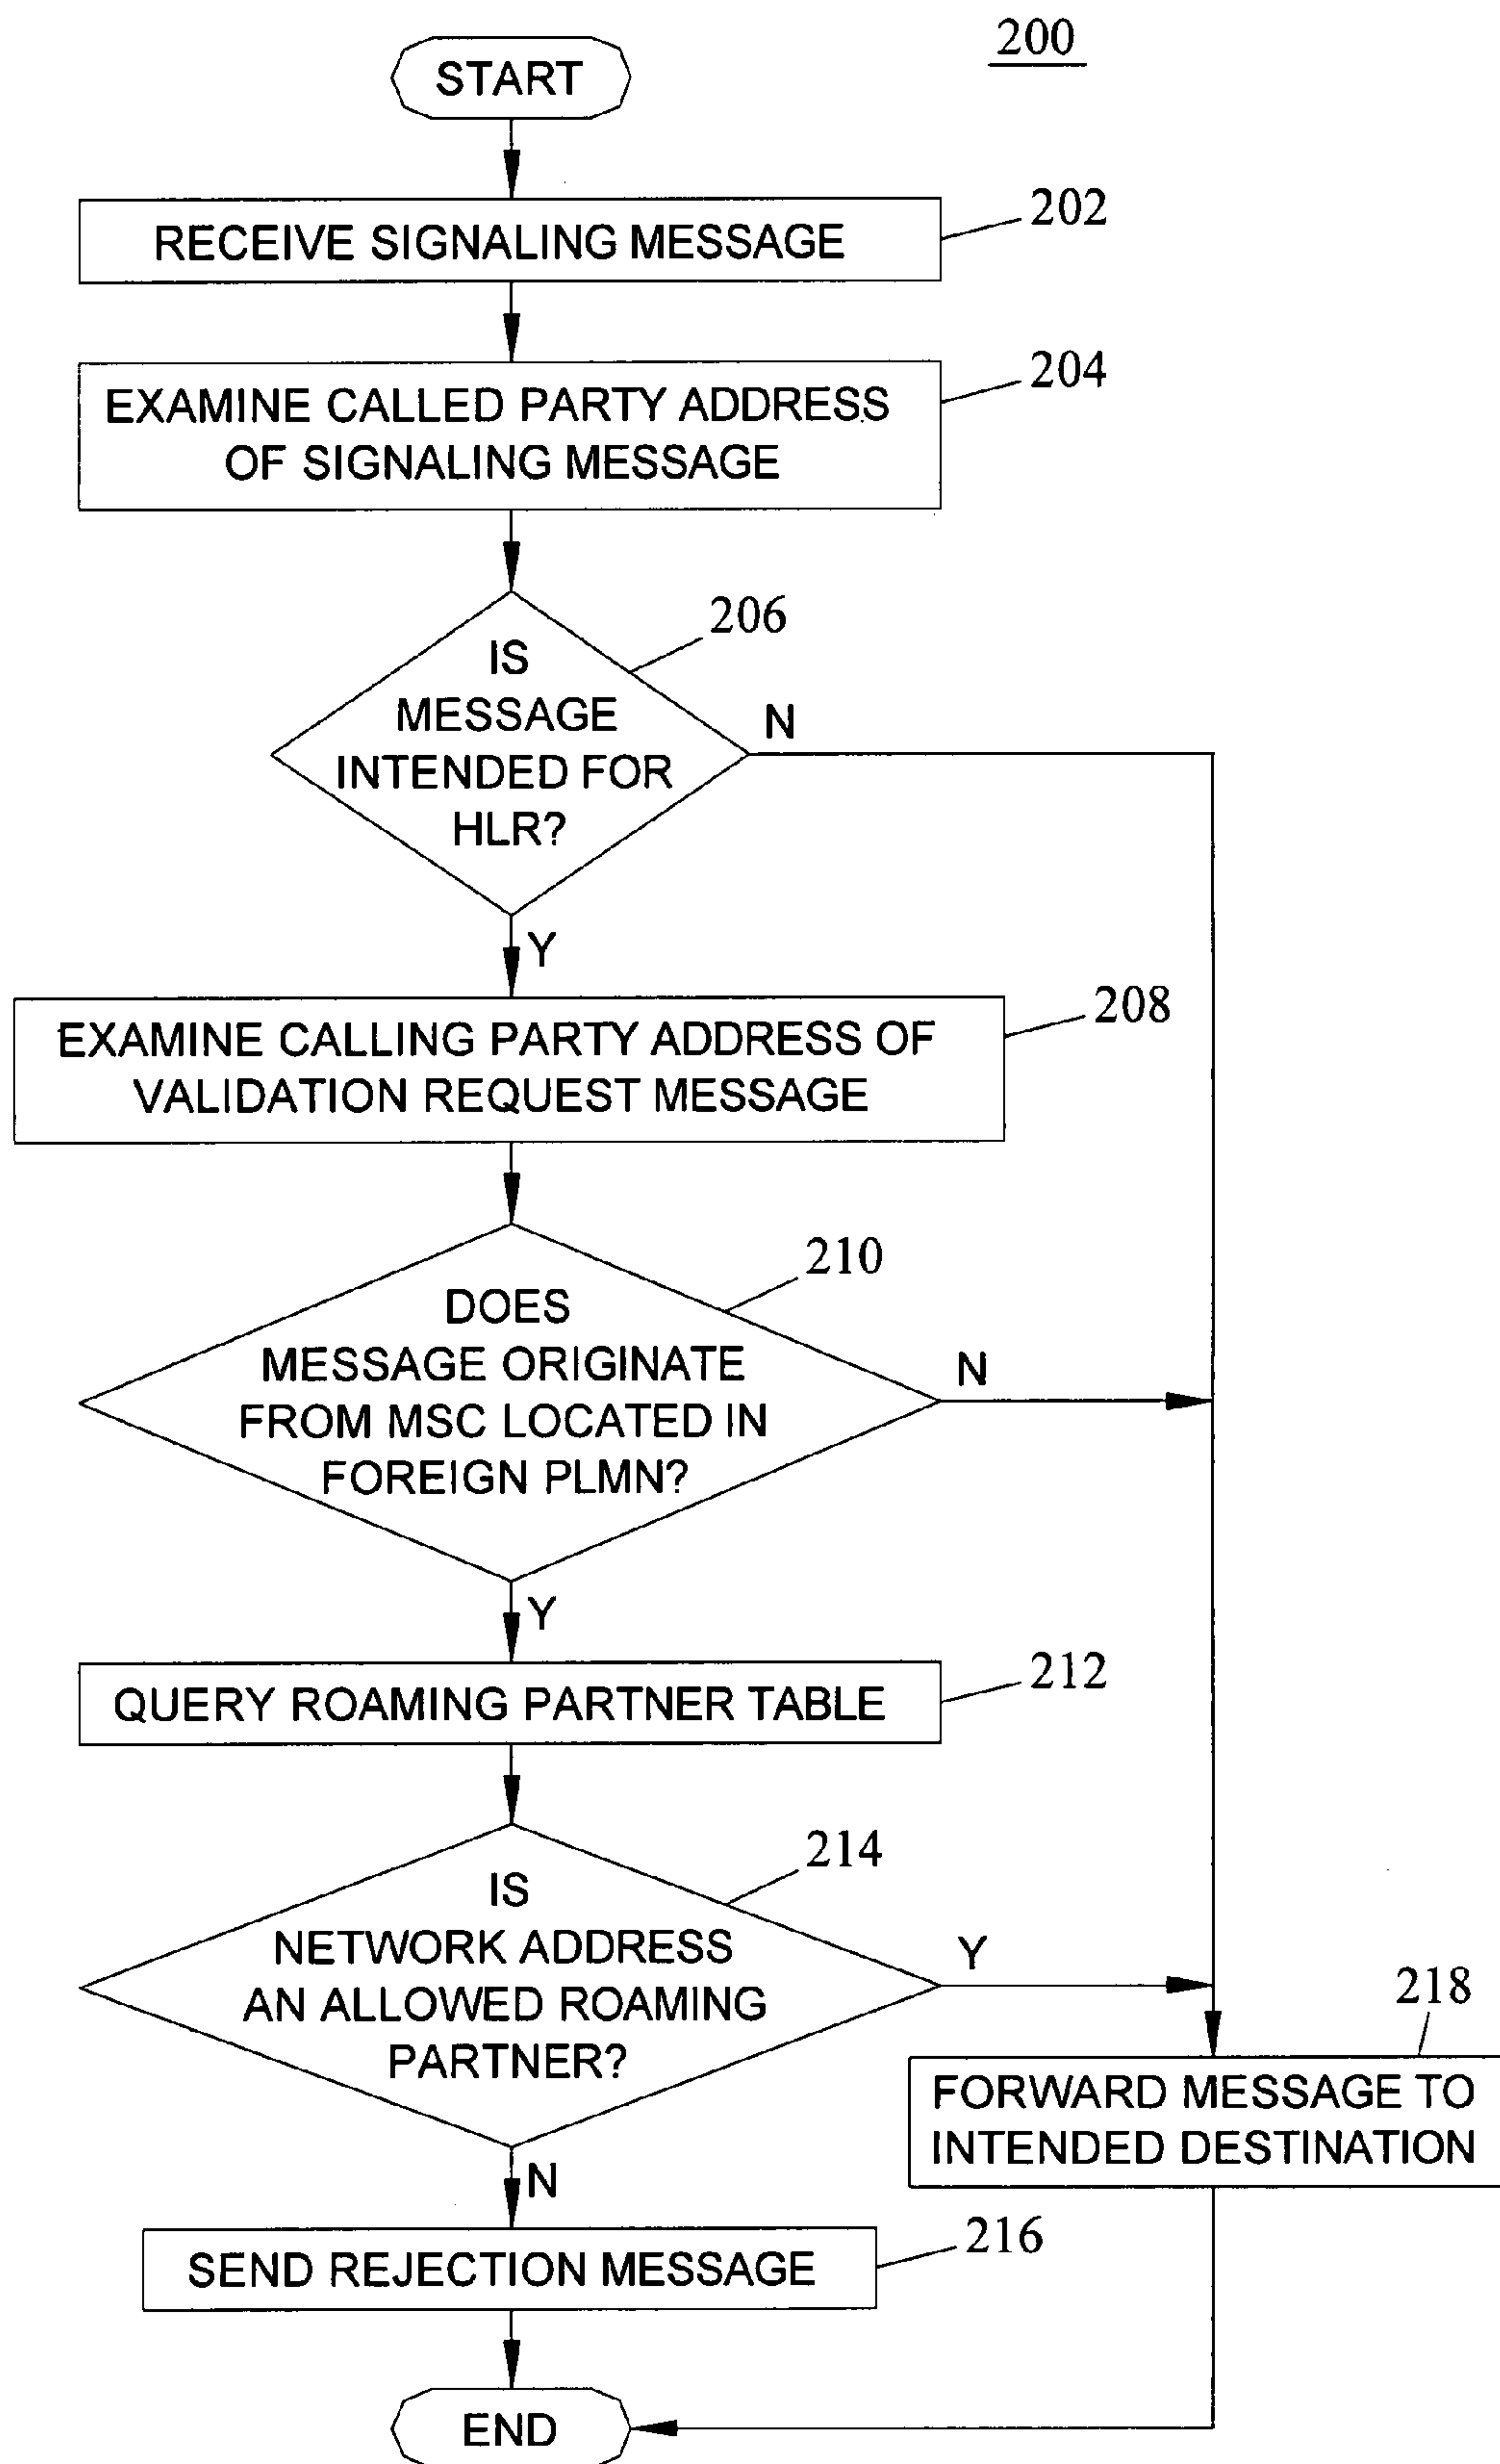 200
START
RECEIVE SIGNALING MESSAGE
202
EXAMINE CALLED PARTY ADDRESS
OF SIGNALING MESSAGE
204
IS
MESSAGE
INTENDED FOR
HLR?
206
N
Y
EXAMINE CALLING PARTY ADDRESS OF
VALIDATION REQUEST MESSAGE
208
DOES
MESSAGE ORIGINATE
FROM MSC LOCATED IN
FOREIGN PLMN?
210
N
Y
QUERY ROAMING PARTNER TABLE
212
IS
NETWORK ADDRESS
AN ALLOWED ROAMING
PARTNER?
214
Y
N
218
FORWARD MESSAGE TO
INTENDED DESTINATION
SEND REJECTION MESSAGE
216
END